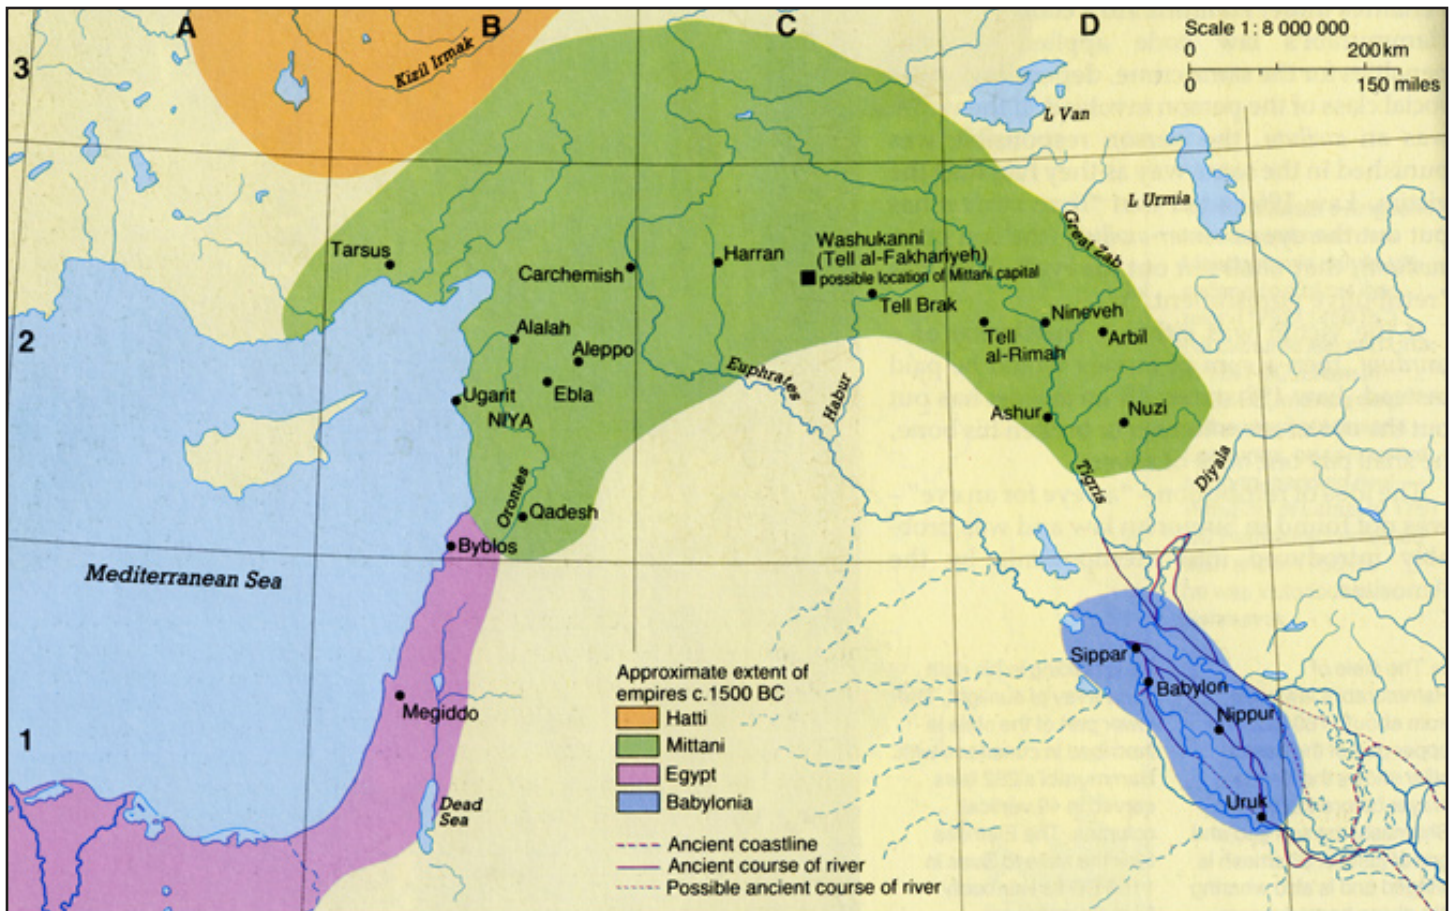 A
B
C
D
Scale 1 : 8 000 000
0 200 km
0 150 miles
3
Kizil Irmak
L Van
L Urmia
Great Zab
Tarsus
Carchemish
Harran
Washukanni
(Tell al-Fakhariyeh)
possible location of Mittani capital
Tell Brak
2
Alalah
Aleppo
Nineveh
Tell
al-Rimah
Arbil
Ugarit
Ebla
NIYA
Euphrates
Habur
Ashur
Nuzi
Orontes
Qadesh
Tigris
Diyala
Byblos
Mediterranean Sea
Sippar
Babylon
Nippur
Uruk
Megiddo
1
Dead
Sea
Approximate extent of
empires c.1500 BC
Hatti
Mittani
Egypt
Babylonia
Ancient coastline
Ancient course of river
Possible ancient course of river